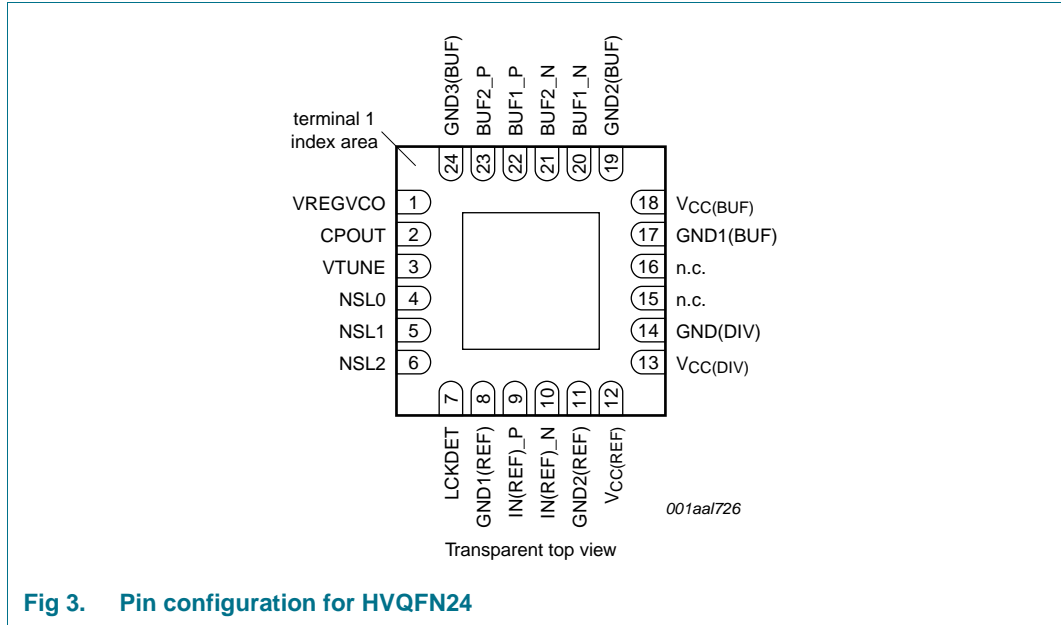 GND3(BUF)
BUF2_P
BUF1_P
BUF2_N
BUF1_N
GND2(BUF)
terminal 1
index area
24
23
22
21
20
19
VREGVCO 1
CPOUT 2
VTUNE 3
NSL0 4
NSL1 5
NSL2 6
18 VCC(BUF)
17 GND1(BUF)
16 n.c.
15 n.c.
14 GND(DIV)
13 VCC(DIV)
7
8
9
10
11
12
LCKDET
GND1(REF)
IN(REF)_P
IN(REF)_N
GND2(REF)
VCC(REF)
001aal726
Transparent top view
Fig 3. Pin configuration for HVQFN24